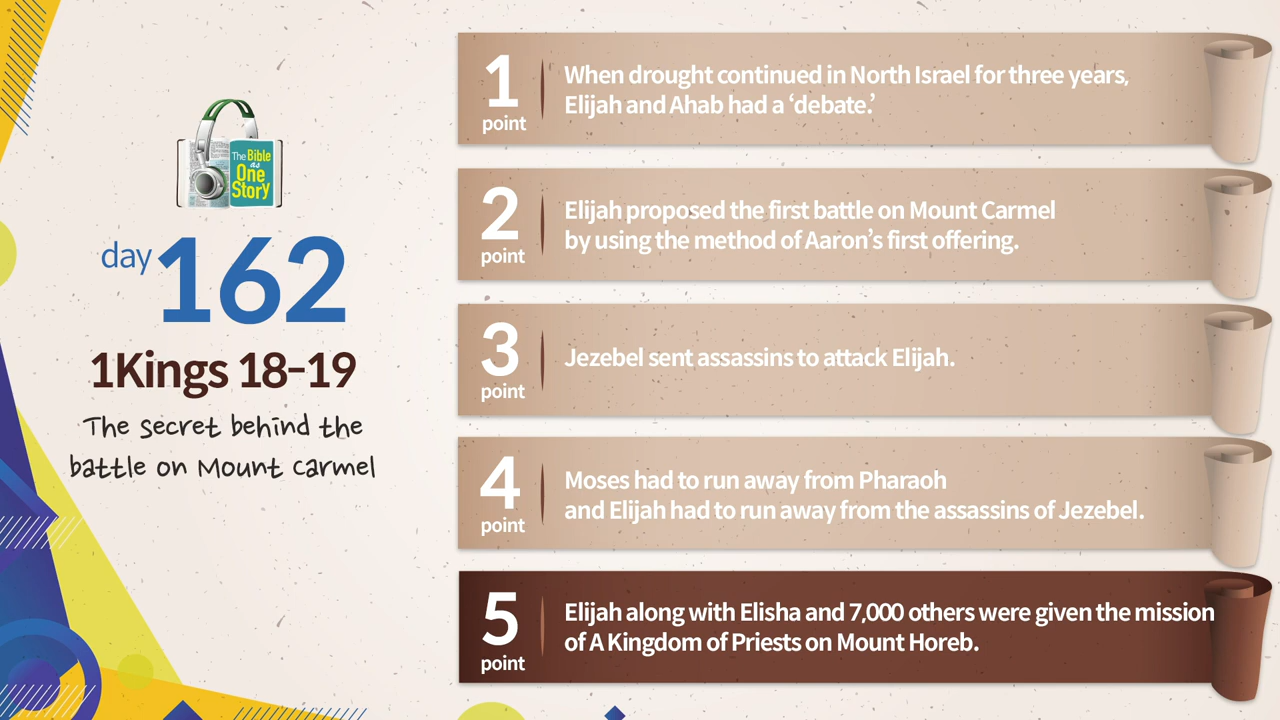 The Bible
as
One
Story
day 162
1Kings 18-19
The secret behind the
battle on Mount Carmel
1
point
When drought continued in North Israel for three years,
Elijah and Ahab had a ‘debate.’
2
point
Elijah proposed the first battle on Mount Carmel
by using the method of Aaron’s first offering.
3
point
Jezebel sent assassins to attack Elijah.
4
point
Moses had to run away from Pharaoh
and Elijah had to run away from the assassins of Jezebel.
5
point
Elijah along with Elisha and 7,000 others were given the mission
of A Kingdom of Priests on Mount Horeb.